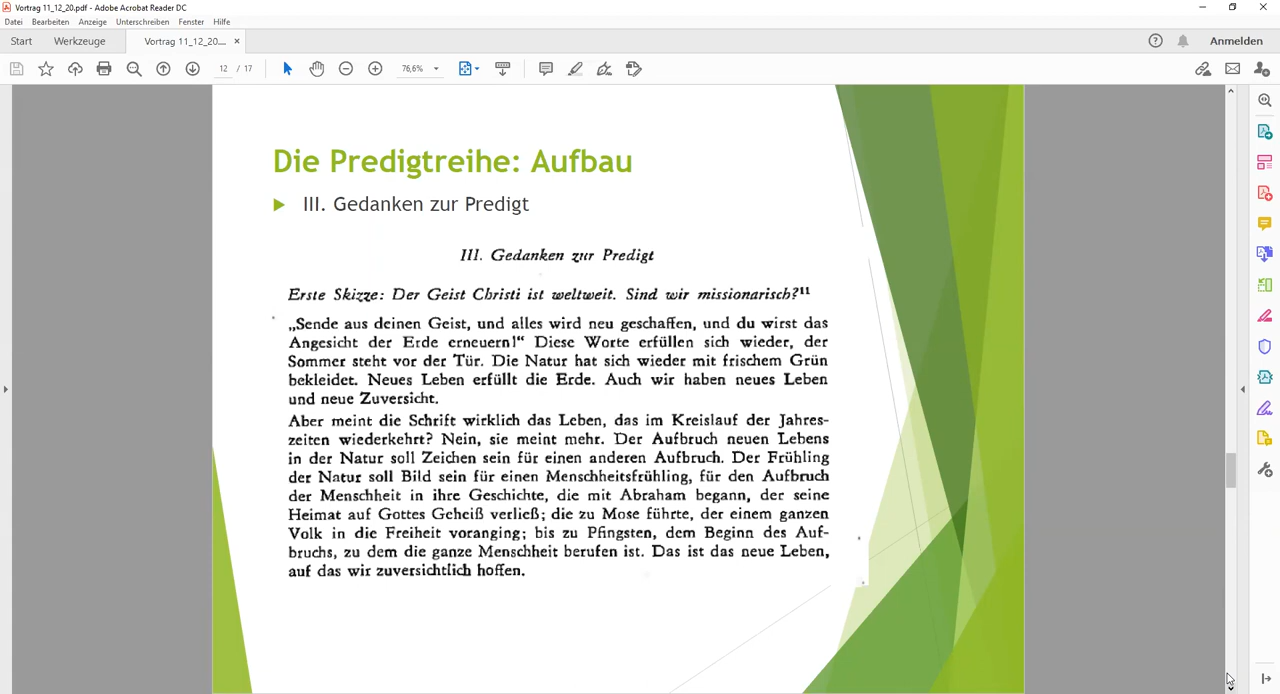 Vortrag 11_12_20.pdf - Adobe Acrobat Reader DC
Datei Bearbeiten Anzeige Unterschreiben Fenster Hilfe
Start Werkzeuge Vortrag 11_12_20... × Anmelden
12 / 17 76,6%
Die Predigtreihe: Aufbau
III. Gedanken zur Predigt
III. Gedanken zur Predigt
Erste Skizze: Der Geist Christi ist weltweit. Sind wir missionarisch?¹¹
„Sende aus deinen Geist, und alles wird neu geschaffen, und du wirst das
Angesicht der Erde erneuern!“ Diese Worte erfüllen sich wieder, der
Sommer steht vor der Tür. Die Natur hat sich wieder mit frischem Grün
bekleidet. Neues Leben erfüllt die Erde. Auch wir haben neues Leben
und neue Zuversicht.
Aber meint die Schrift wirklich das Leben, das im Kreislauf der Jahres-
zeiten wiederkehrt? Nein, sie meint mehr. Der Aufbruch neuen Lebens
in der Natur soll Zeichen sein für einen anderen Aufbruch. Der Frühling
der Natur soll Bild sein für einen Menschheitsfrühling, für den Aufbruch
der Menschheit in ihre Geschichte, die mit Abraham begann, der seine
Heimat auf Gottes Geheiß verließ; die zu Mose führte, der einem ganzen
Volk in die Freiheit voranging; bis zu Pfingsten, dem Beginn des Auf-
bruchs, zu dem die ganze Menschheit berufen ist. Das ist das neue Leben,
auf das wir zuversichtlich hoffen.